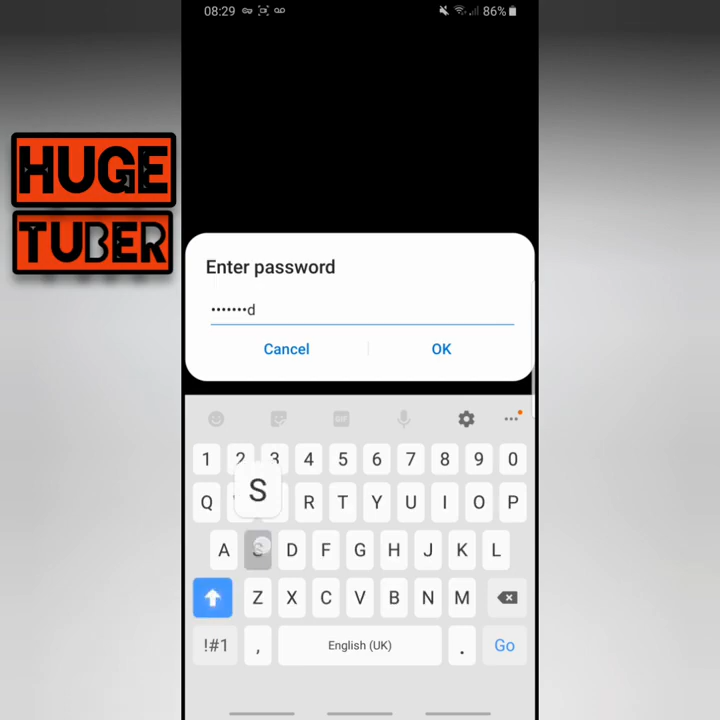 08:29 86%
HUGE
TUBER
Enter password
•••••••d
Cancel OK
1 2 3 4 5 6 7 8 9 0
S
Q R T Y U I O P
A S D F G H J K L
Z X C V B N M
!#1 , English (UK) . Go
GIF